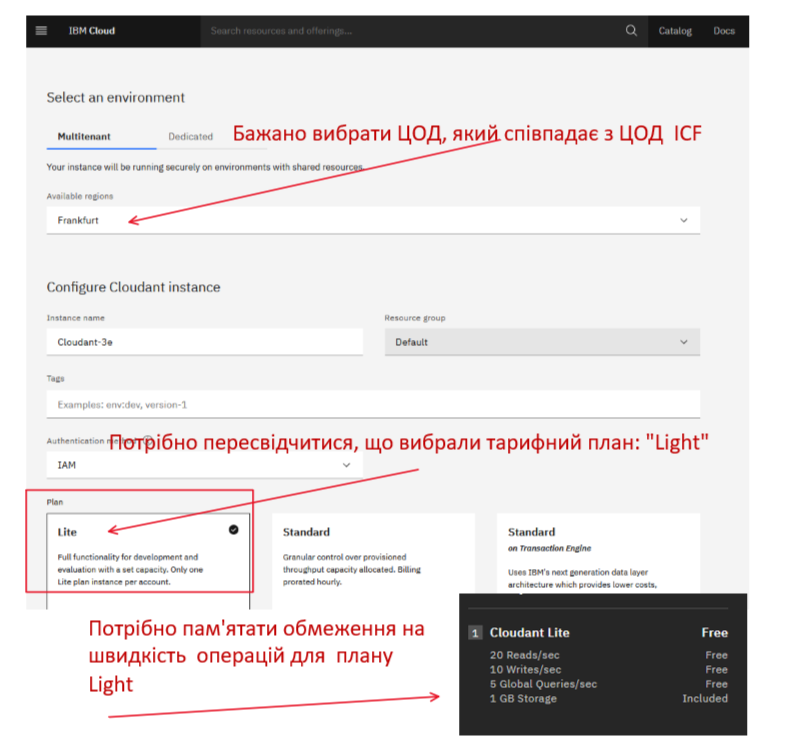 IBM Cloud
Search resources and offerings...
Catalog
Docs
Select an environment
Multitenant
Dedicated
Бажано вибрати ЦОД, який співпадає з ЦОД ICF
Your instance will be running securely on environments with shared resources.
Available regions
Frankfurt
Configure Cloudant instance
Instance name
Resource group
Cloudant-3e
Default
Tags
Examples: env:dev, version-1
Authentication
Потрібно пересвідчитися, що вибрали тарифний план: "Light"
IAM
Plan
Lite
Full functionality for development and
evaluation with a set capacity. Only one
Lite plan instance per account.
Standard
Granular control over provisioned
throughput capacity allocated. Billing
prorated hourly.
Standard
on Transaction Engine
Uses IBM's next generation data layer
architecture which provides lower costs,
Потрібно пам'ятати обмеження на
швидкість операцій для плану
Light
1 Cloudant Lite Free
20 Reads/sec Free
10 Writes/sec Free
5 Global Queries/sec Free
1 GB Storage Included